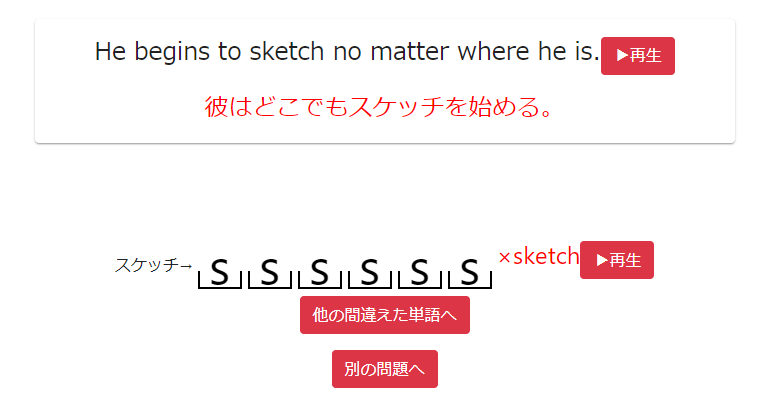 He begins to sketch no matter where he is. ▶再生
彼はどこでもスケッチを始める。
スケッチ→ S S S S S S ×sketch ▶再生
他の間違えた単語へ
別の問題へ